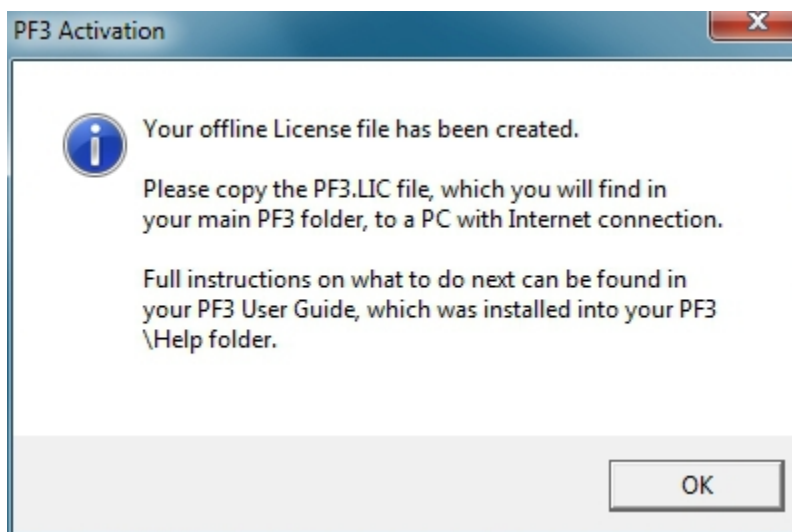 PF3 Activation
Your offline License file has been created.
Please copy the PF3.LIC file, which you will find in
your main PF3 folder, to a PC with Internet connection.
Full instructions on what to do next can be found in
your PF3 User Guide, which was installed into your PF3
\Help folder.
OK